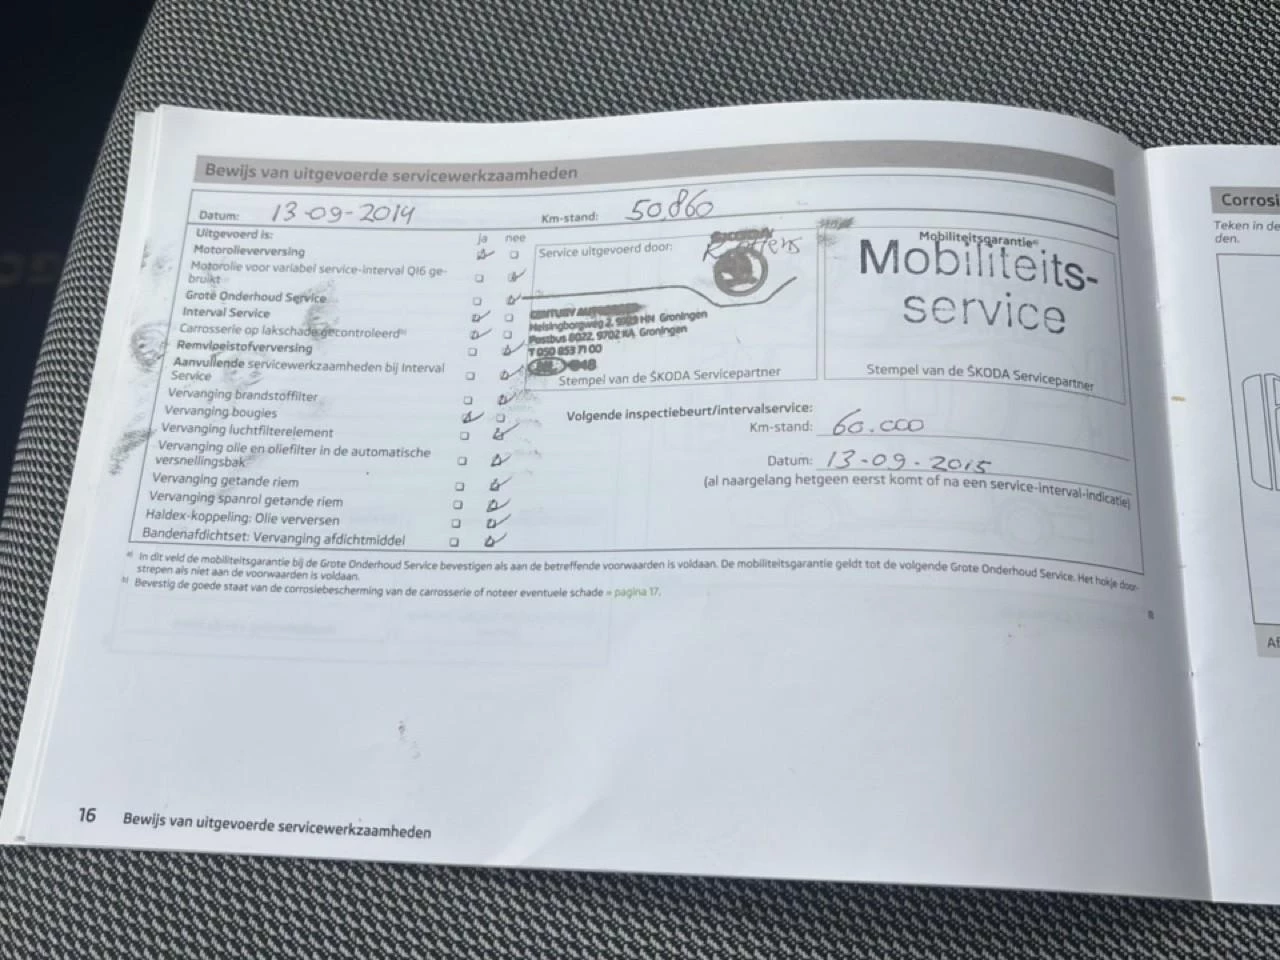 Bewijs van uitgevoerde servicewerkzaamheden
Datum: 13-09-2014
Km-stand: 50.860
Uitgevoerd is:
ja nee
Motorolieverversing
Motorolie voor variabel service-interval QI6 ge-
bruikt
Grote Onderhoud Service
Interval Service
Carrosserie op lakschade gecontroleerd b)
Remvloeistofverversing
Aanvullende servicewerkzaamheden bij Interval
Service
Vervanging brandstoffilter
Vervanging bougies
Vervanging luchtfilterelement
Vervanging olie en oliefilter in de automatische
versnellingsbak
Vervanging getande riem
Vervanging spanrol getande riem
Haldex-koppeling: Olie verversen
Bandenafdichtset: Vervanging afdichtmiddel
Service uitgevoerd door:
ŠKODA
CENTURY
Helsingborgweg 2, HN Groningen
Postbus 8022, 9702 KA Groningen
T 050 853 71 00
Stempel van de ŠKODA Servicepartner
Mobiliteitsgarantie a)
Mobiliteits-
service
Stempel van de ŠKODA Servicepartner
Volgende inspectiebeurt/intervalservice:
Km-stand: 60.000
Datum: 13-09-2015
(al naargelang hetgeen eerst komt of na een service-interval-indicatie)
a) In dit veld de mobiliteitsgarantie bij de Grote Onderhoud Service bevestigen als aan de betreffende voorwaarden is voldaan. De mobiliteitsgarantie geldt tot de volgende Grote Onderhoud Service. Het hokje door-
strepen als niet aan de voorwaarden is voldaan.
b) Bevestig de goede staat van de corrosiebescherming van de carrosserie of noteer eventuele schade » pagina 17.
16 Bewijs van uitgevoerde servicewerkzaamheden
Corrosi
Teken in de
den.
Af